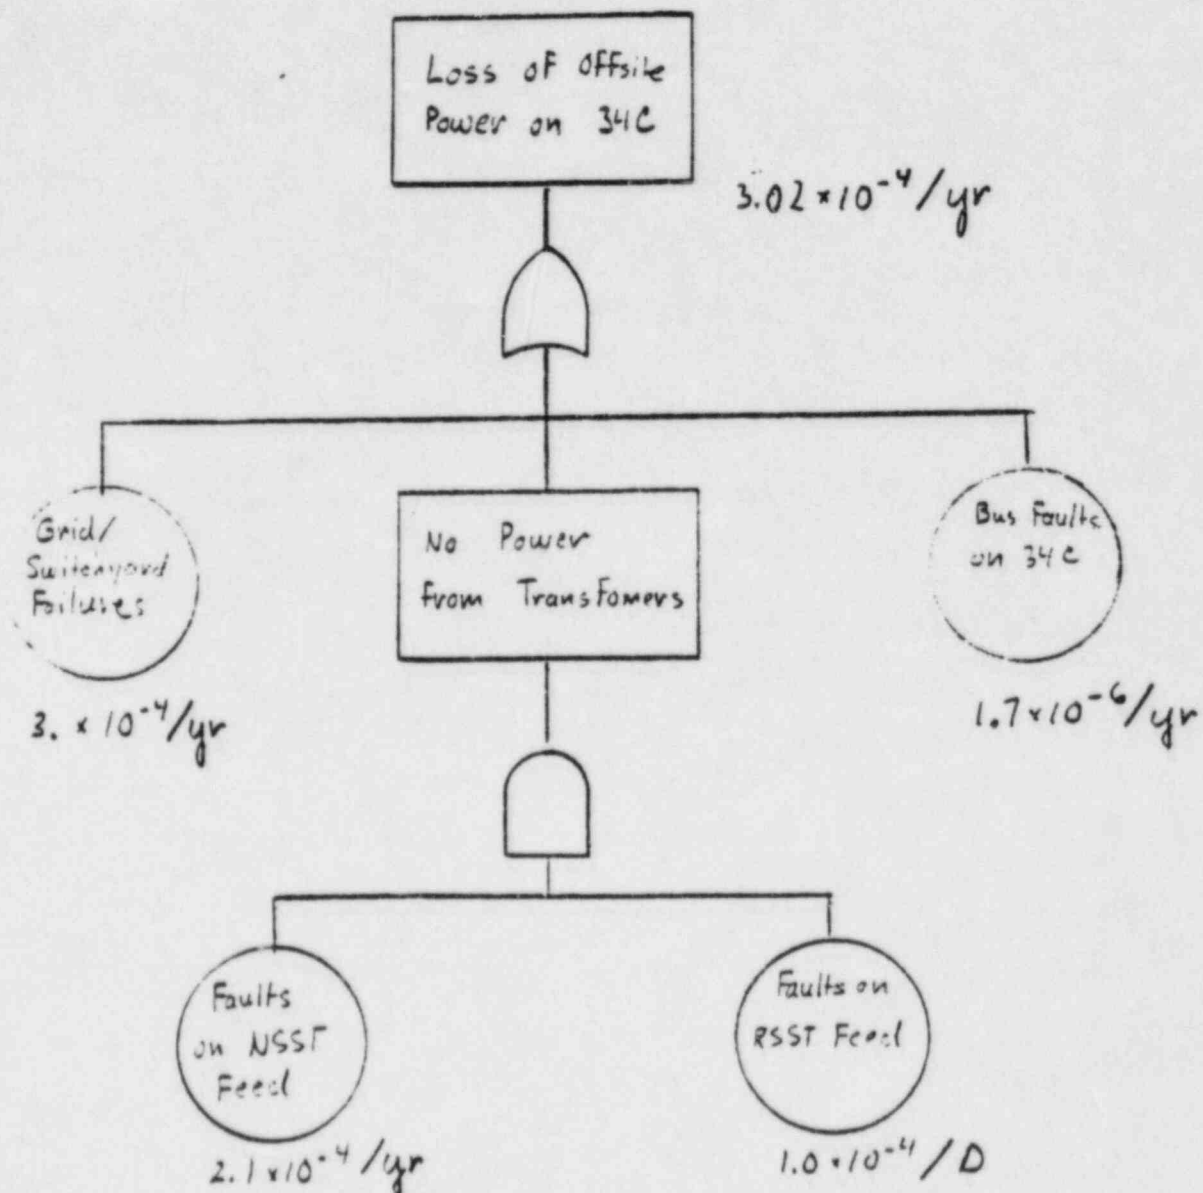 Loss of Offsite
Power on 34C
3.02 × 10⁻⁴/yr
Grid/
Switchyard
Failures
3. × 10⁻⁴/yr
No Power
from Transfomers
Bus Faults
on 34C
1.7 × 10⁻⁶/yr
Faults
on NSST
Feed
2.1 × 10⁻⁴/yr
Faults on
RSST Feed
1.0 × 10⁻⁴/D